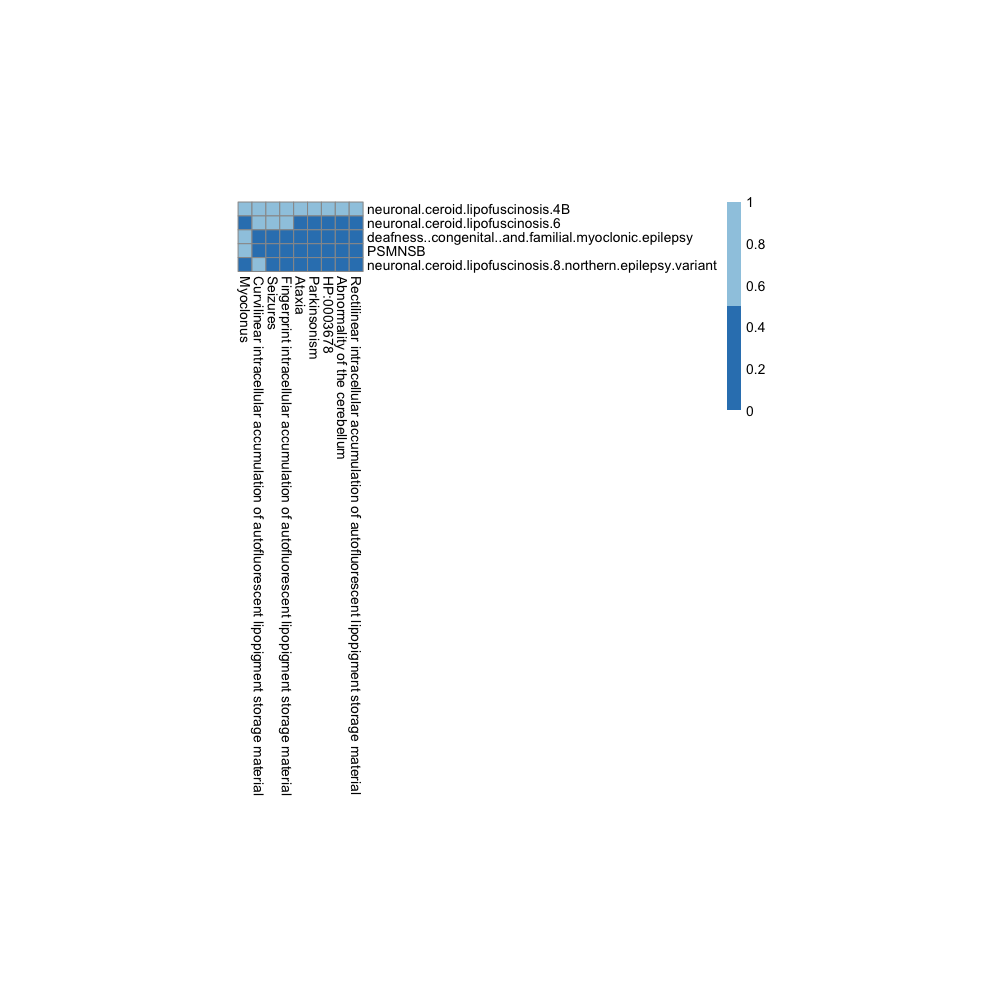 neuronal.ceroid.lipofuscinosis.4B
neuronal.ceroid.lipofuscinosis.6
deafness..congenital..and.familial.myoclonic.epilepsy
PSMNSB
neuronal.ceroid.lipofuscinosis.8.northern.epilepsy.variant
Myoclonus
Curvilinear intracellular accumulation of autofluorescent lipopigment storage material
Seizures
Fingerprint intracellular accumulation of autofluorescent lipopigment storage material
Ataxia
Parkinsonism
HP:0003678
Abnormality of the cerebellum
Rectilinear intracellular accumulation of autofluorescent lipopigment storage material
1
0.8
0.6
0.4
0.2
0